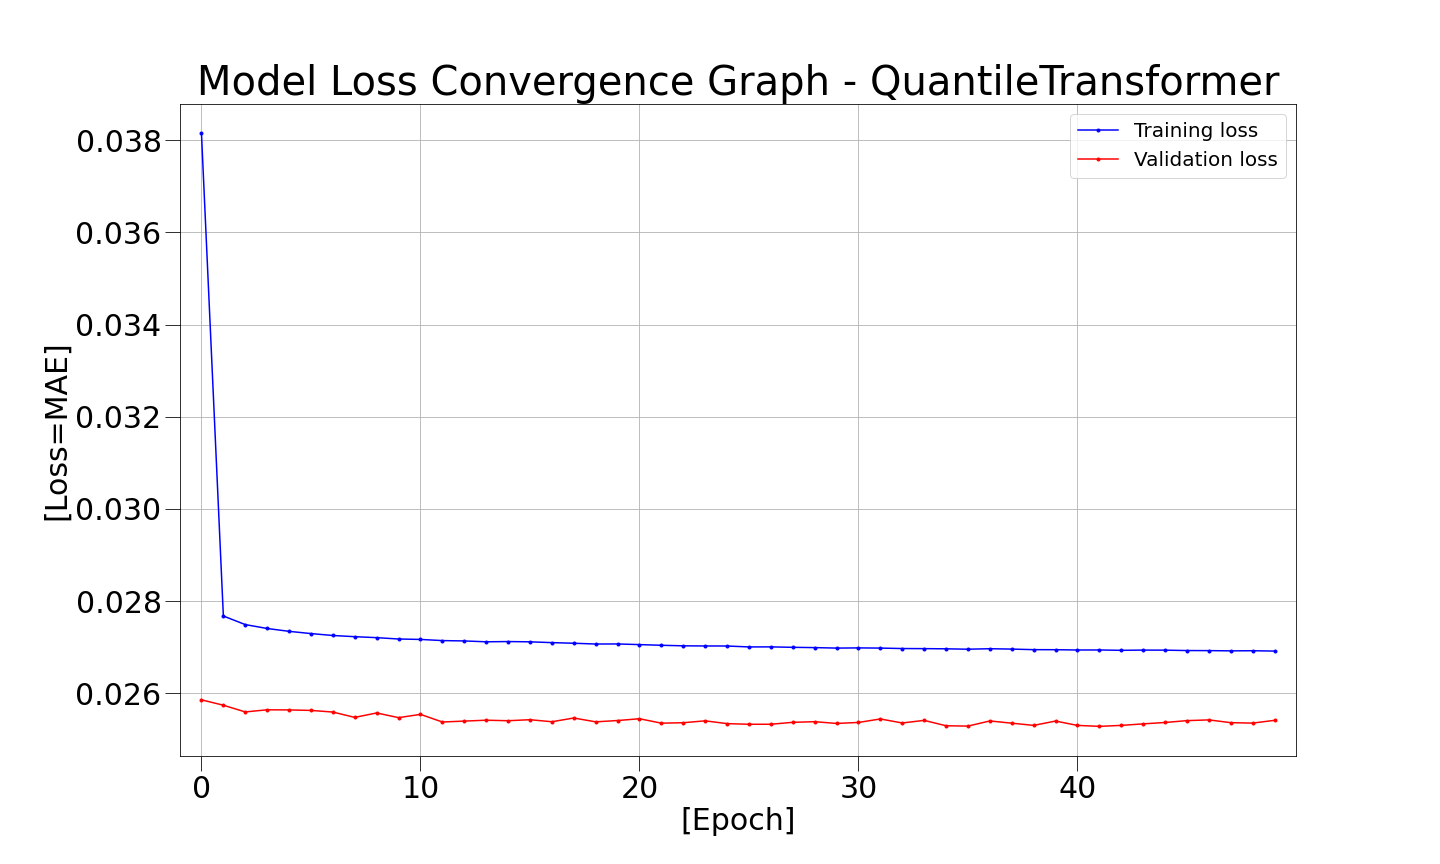 Model Loss Convergence Graph - QuantileTransformer
Training loss
Validation loss
[Loss=MAE]
0.038
0.036
0.034
0.032
0.030
0.028
0.026
0
10
20
30
40
[Epoch]